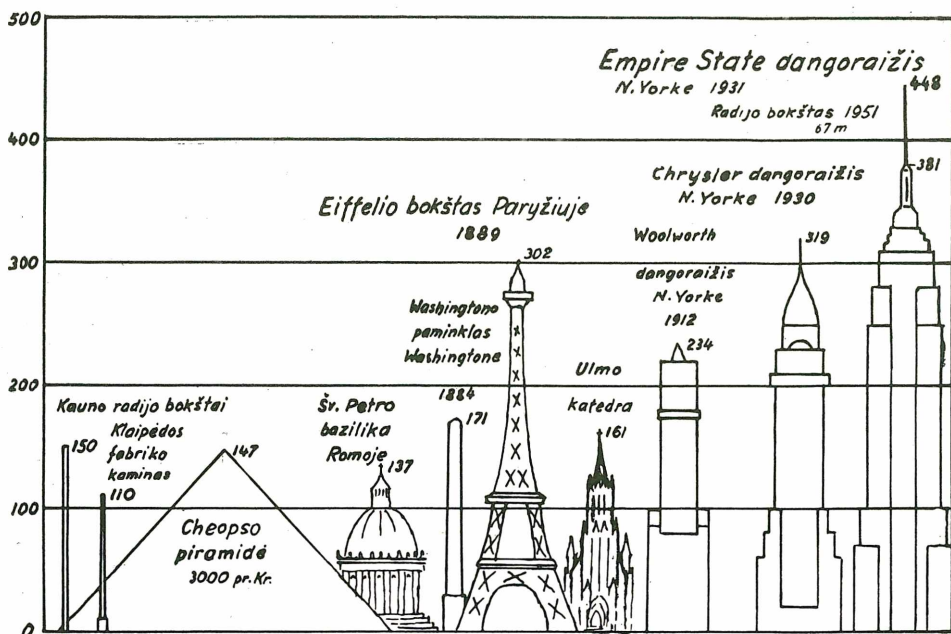 500
400
300
200
100
0
Empire State dangoraižis
N. Yorke 1931
448
Radijo bokštas 1951
67 m
381
Chrysler dangoraižis
N. Yorke 1930
319
Eiffelio bokštas Paryžiuje
1889
302
Woolworth
dangoraižis
N. Yorke
1912
234
Washingtono
paminklas
Washingtone
1884
171
Ulmo
katedra
161
Kauno radijo bokštai
150
Klaipėdos
fabriko
kaminas
110
147
Cheopso
piramidė
3000 pr. Kr.
Šv. Petro
bazilika
Romoje
137